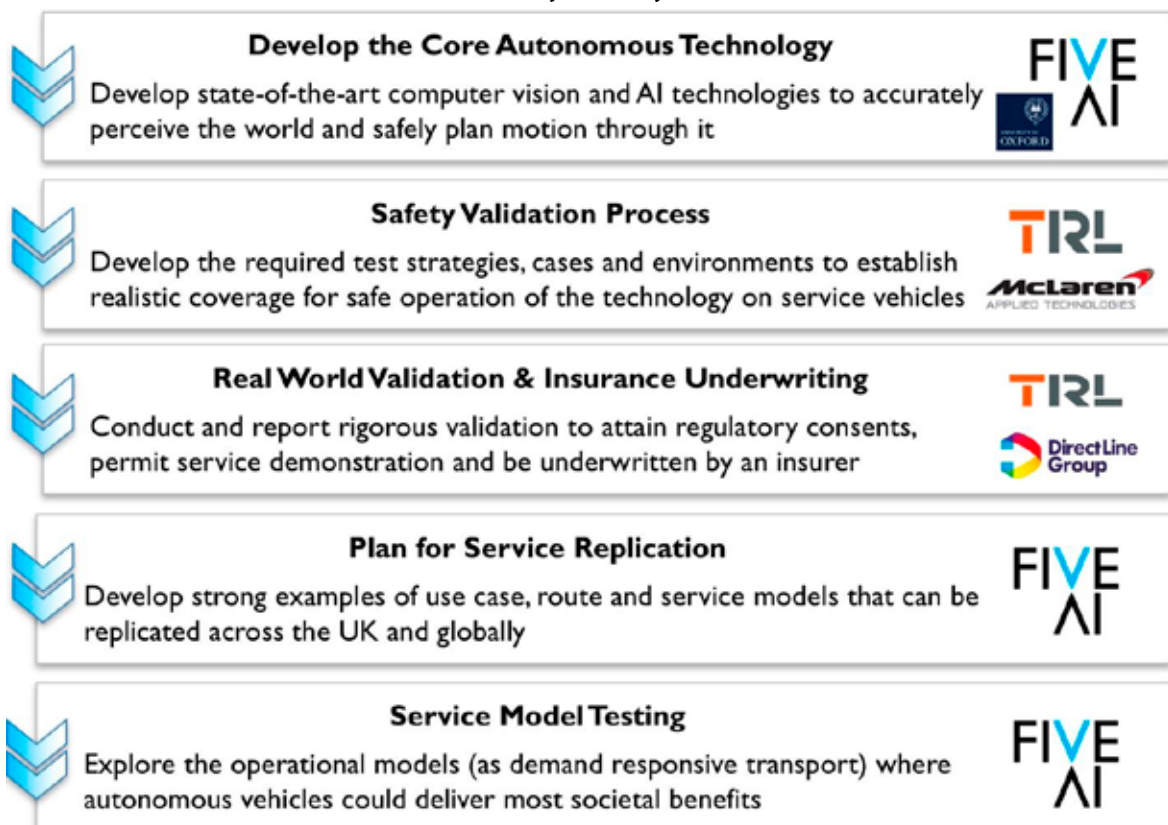 Develop the Core Autonomous Technology
Develop state-of-the-art computer vision and AI technologies to accurately
perceive the world and safely plan motion through it
FIVE
AI
UNIVERSITY OF
OXFORD
Safety Validation Process
Develop the required test strategies, cases and environments to establish
realistic coverage for safe operation of the technology on service vehicles
TRL
McLaren
APPLIED TECHNOLOGIES
Real World Validation & Insurance Underwriting
Conduct and report rigorous validation to attain regulatory consents,
permit service demonstration and be underwritten by an insurer
TRL
DirectLine
Group
Plan for Service Replication
Develop strong examples of use case, route and service models that can be
replicated across the UK and globally
FIVE
AI
Service Model Testing
Explore the operational models (as demand responsive transport) where
autonomous vehicles could deliver most societal benefits
FIVE
AI